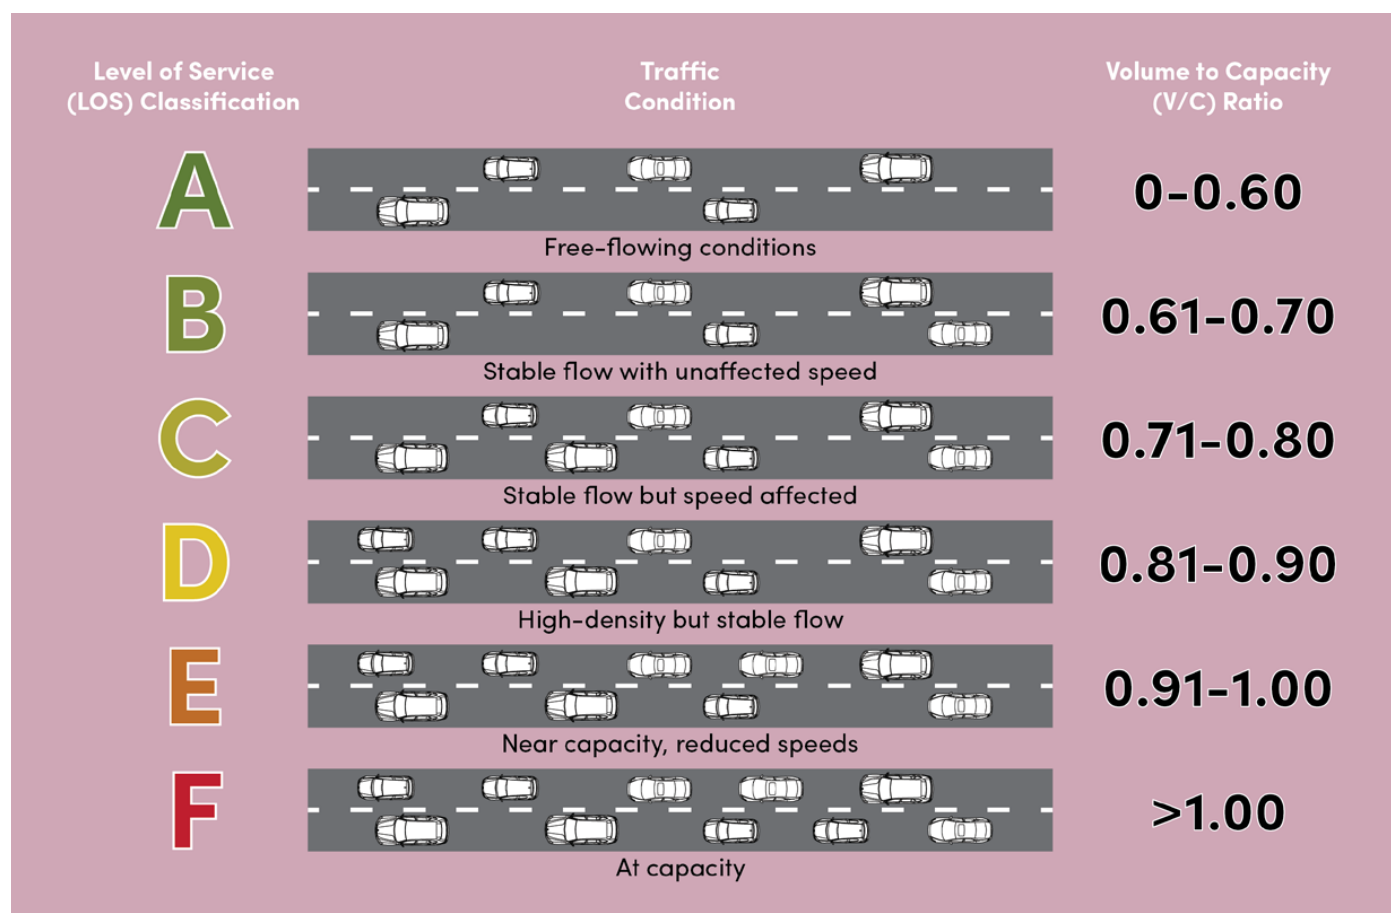 Level of Service
(LOS) Classification
Traffic
Condition
Volume to Capacity
(V/C) Ratio
A
0-0.60
Free-flowing conditions
B
0.61-0.70
Stable flow with unaffected speed
C
0.71-0.80
Stable flow but speed affected
D
0.81-0.90
High-density but stable flow
E
0.91-1.00
Near capacity, reduced speeds
F
>1.00
At capacity